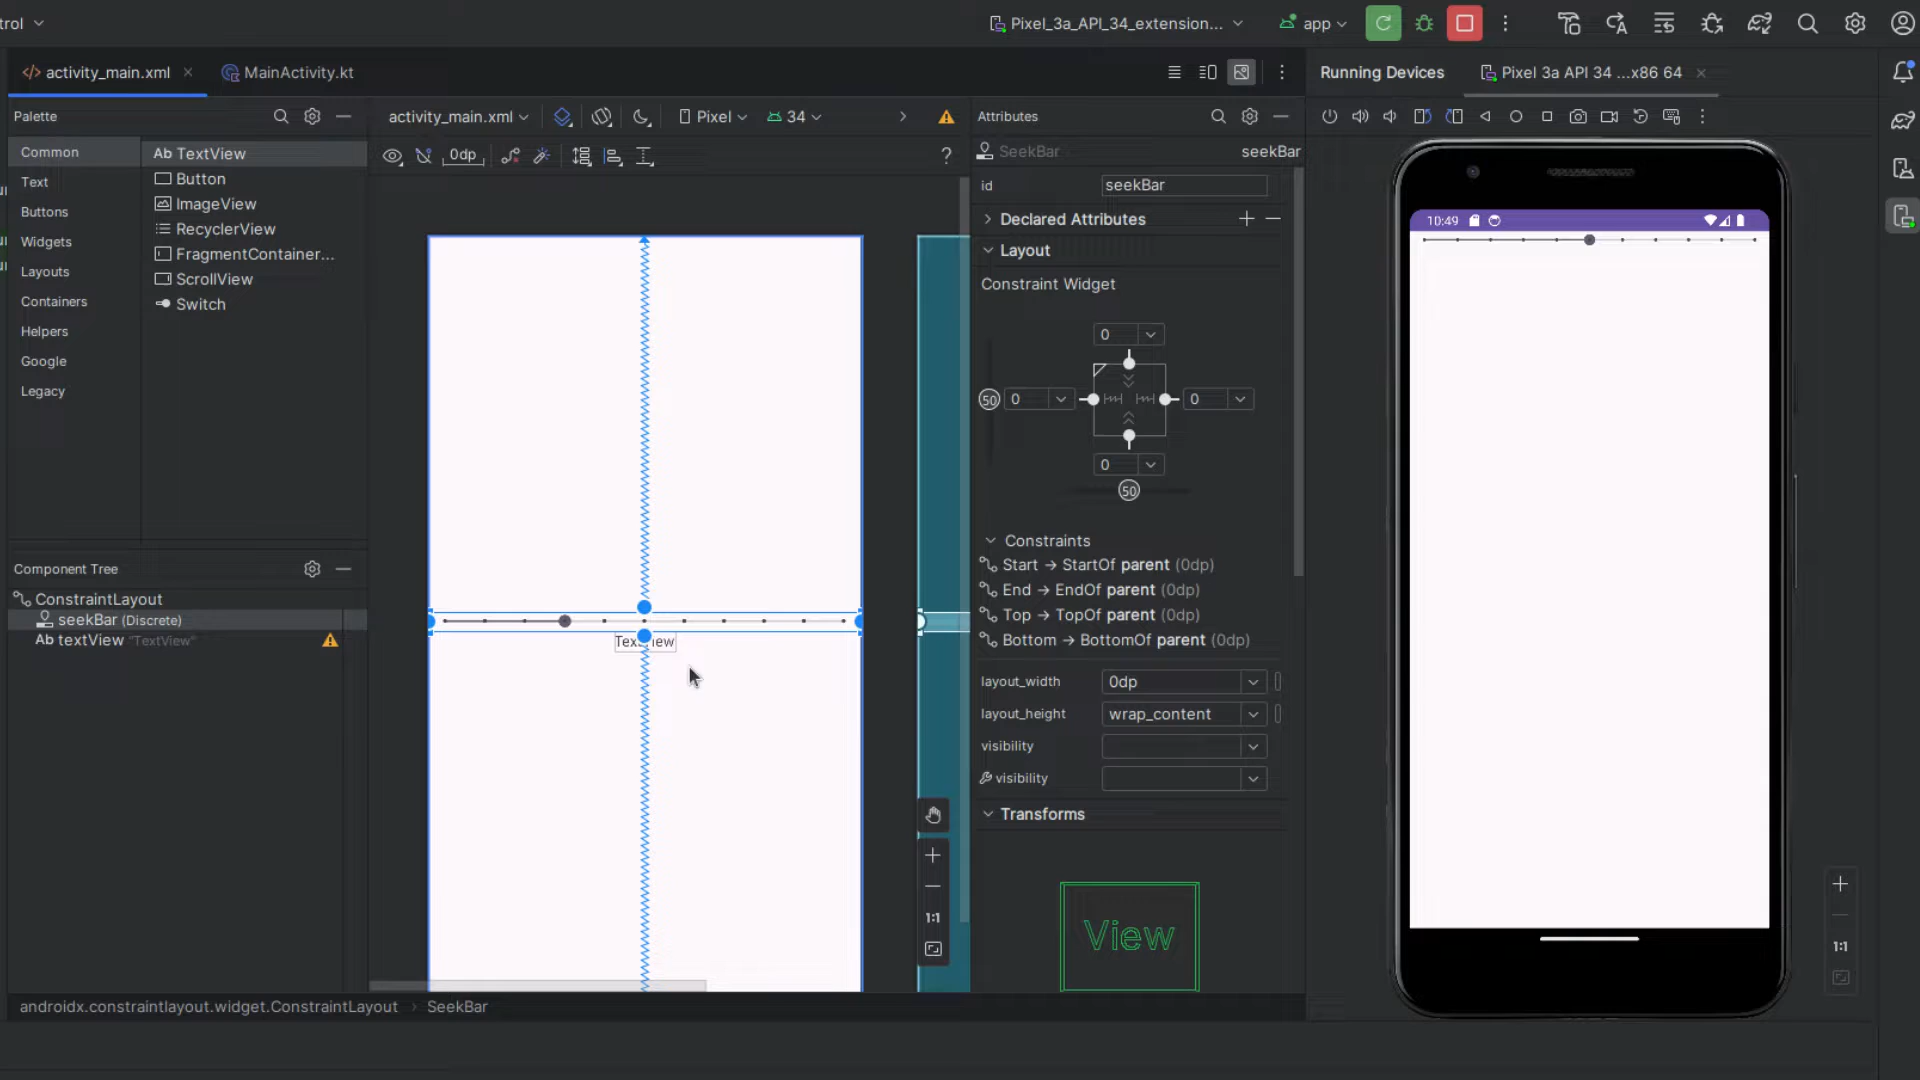 trol
Pixel_3a_API_34_extension...
app
activity_main.xml
MainActivity.kt
Running Devices
Pixel 3a API 34 ...x86 64
Palette
activity_main.xml
Pixel
34
Attributes
Common
Ab TextView
0dp
?
SeekBar
seekBar
Text
Button
id
seekBar
Buttons
ImageView
Widgets
RecyclerView
Declared Attributes
10:49
Layouts
FragmentContainer...
Layout
Containers
ScrollView
Constraint Widget
Helpers
Switch
Google
Legacy
0
50
0
0
0
50
Component Tree
ConstraintLayout
seekBar (Discrete)
Ab textView "TextView"
Constraints
Start → StartOf parent (0dp)
End → EndOf parent (0dp)
Top → TopOf parent (0dp)
Bottom → BottomOf parent (0dp)
layout_width
0dp
layout_height
wrap_content
visibility
visibility
Transforms
View
1:1
1:1
androidx.constraintlayout.widget.ConstraintLayout
SeekBar